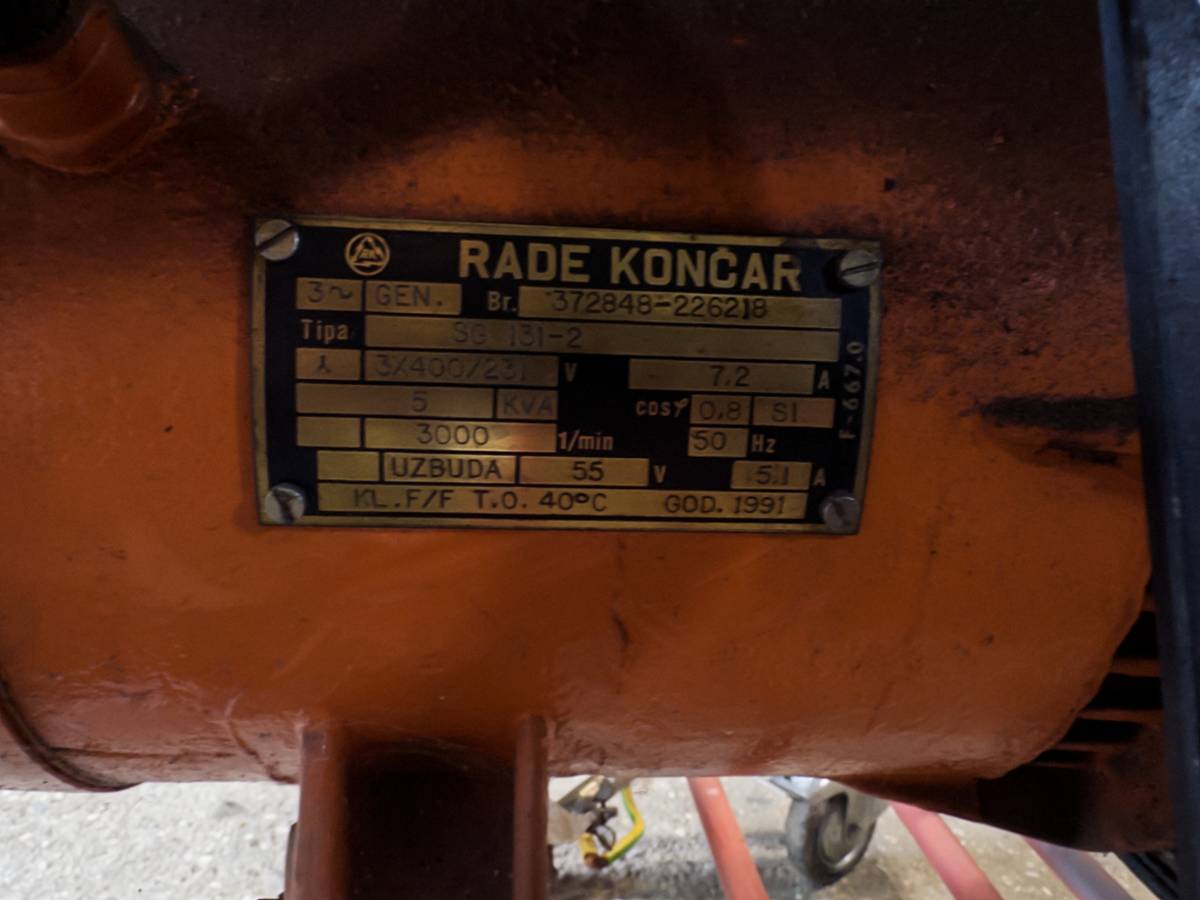 RADE KONČAR
3~ GEN. Br. 372848-226218
Tipa SG 131-2
3X400/231 V 7,2 A
5 KVA cosφ 0,8 S1
3000 1/min 50 Hz
UZBUDA 55 V 5,1 A
KL.F/F T.O. 40°C GOD. 1991
F-667.0